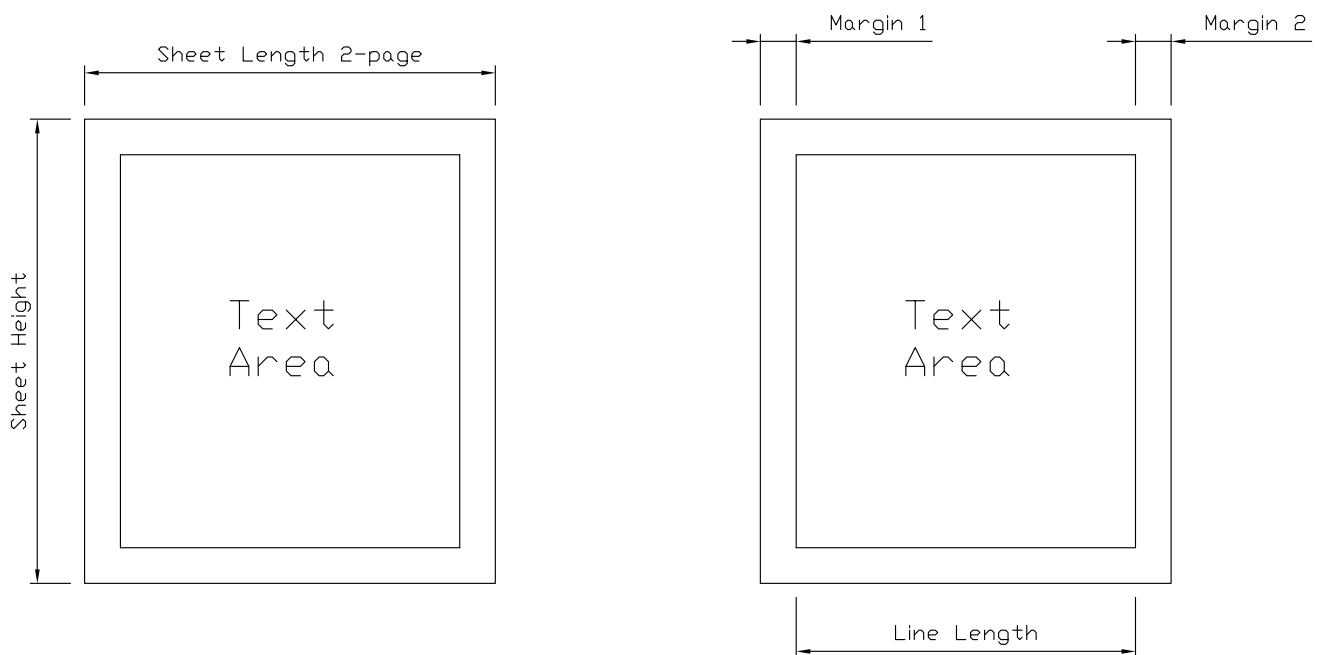 Margin 1
Margin 2
Sheet Length 2-page
Sheet Height
Text
Area
Text
Area
Line Length